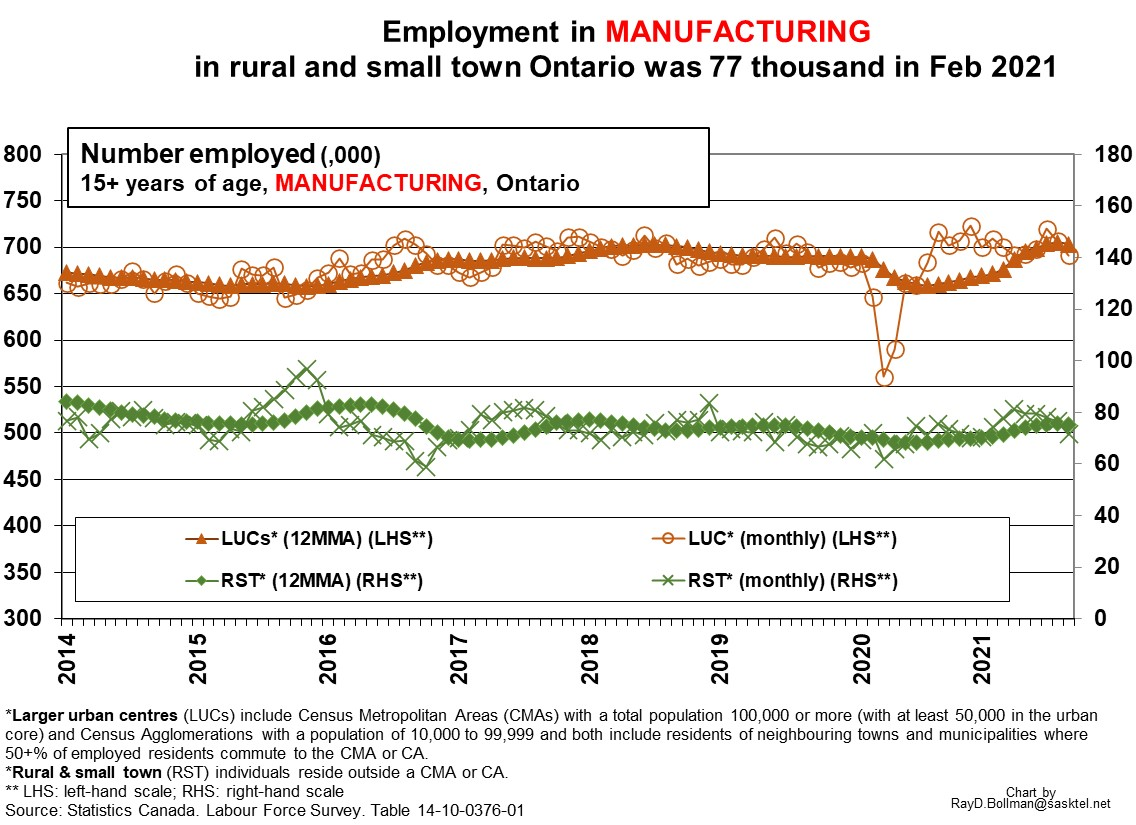 Employment in MANUFACTURING
in rural and small town Ontario was 77 thousand in Feb 2021
Number employed (,000)
15+ years of age, MANUFACTURING, Ontario
800
750
700
650
600
550
500
450
400
350
300
180
160
140
120
100
80
60
40
20
0
LUCs* (12MMA) (LHS**)
LUC* (monthly) (LHS**)
RST* (12MMA) (RHS**)
RST* (monthly) (RHS**)
2014
2015
2016
2017
2018
2019
2020
2021
*Larger urban centres (LUCs) include Census Metropolitan Areas (CMAs) with a total population 100,000 or more (with at least 50,000 in the urban
core) and Census Agglomerations with a population of 10,000 to 99,999 and both include residents of neighbouring towns and municipalities where
50+% of employed residents commute to the CMA or CA.
*Rural & small town (RST) individuals reside outside a CMA or CA.
** LHS: left-hand scale; RHS: right-hand scale
Source: Statistics Canada. Labour Force Survey. Table 14-10-0376-01
Chart by
RayD.Bollman@sasktel.net